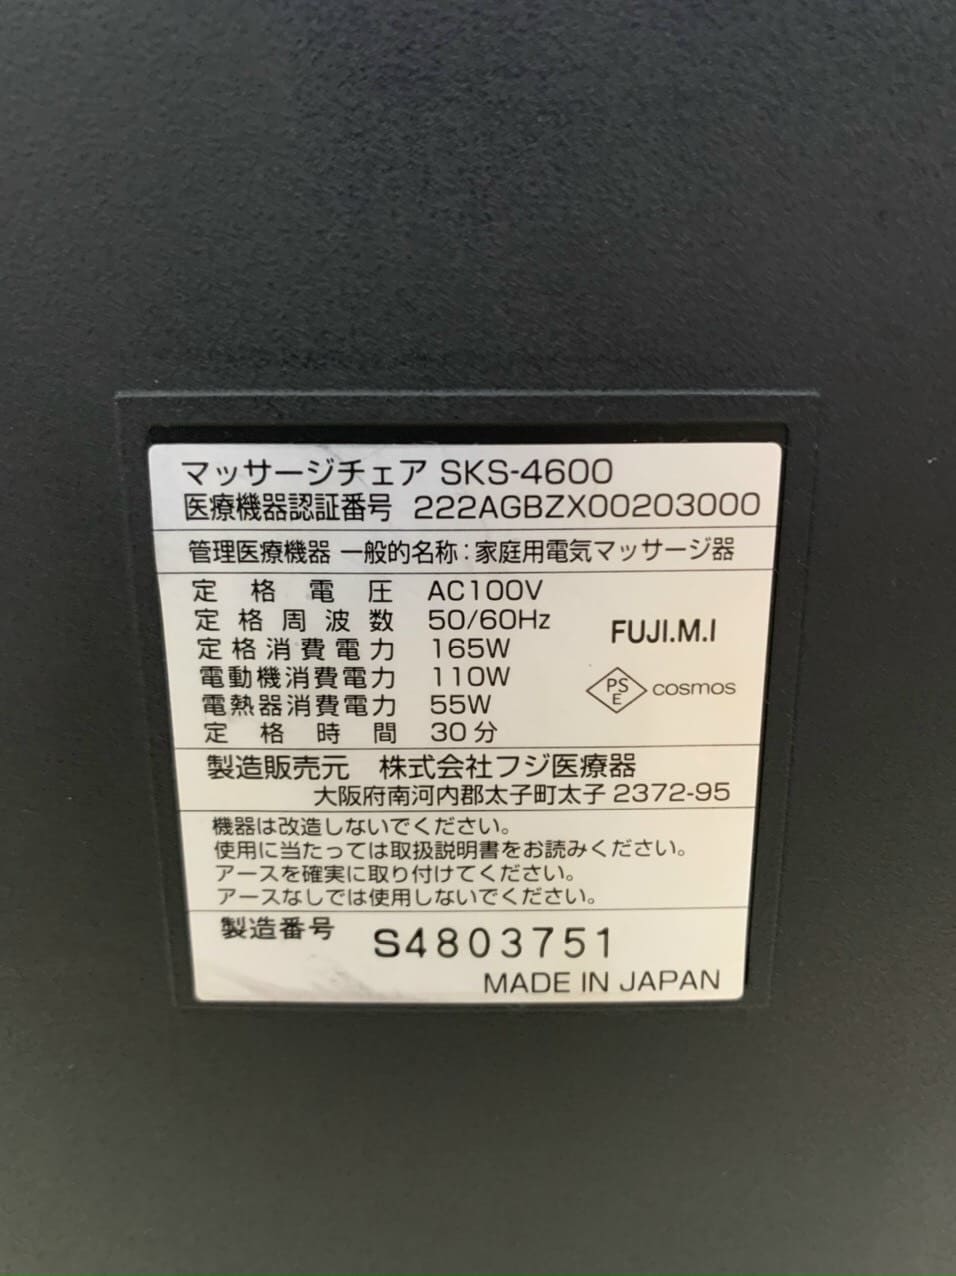 マッサージチェア SKS-4600
医療機器認証番号 222AGBZX00203000
管理医療機器 一般的名称：家庭用電気マッサージ器
定格電圧 AC100V
定格周波数 50/60Hz
定格消費電力 165W
電動機消費電力 110W
電熱器消費電力 55W
定格時間 30分
FUJI.M.I
PSE cosmos
製造販売元 株式会社フジ医療器
大阪府南河内郡太子町太子2372-95
機器は改造しないでください。
使用に当たっては取扱説明書をお読みください。
アースを確実に取り付けてください。
アースなしでは使用しないでください。
製造番号 S4803751
MADE IN JAPAN